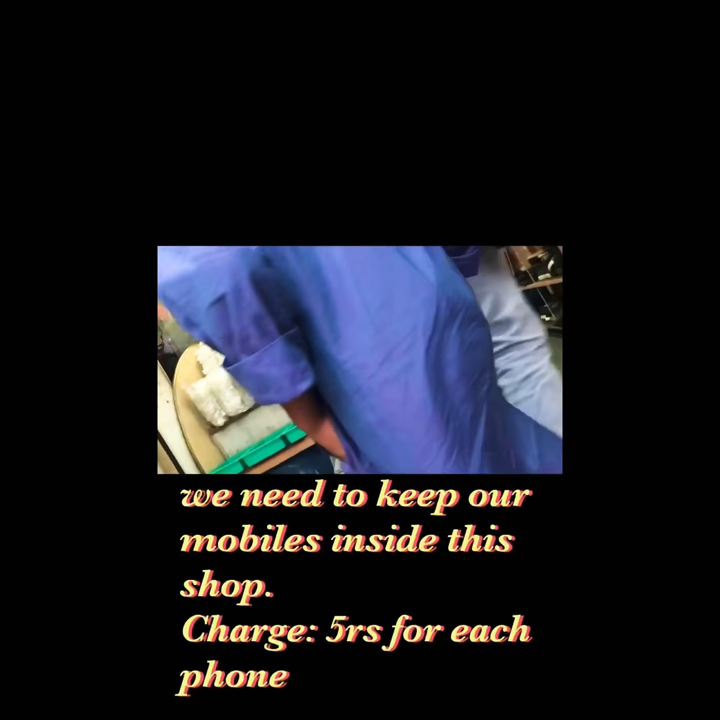 we need to keep our
mobiles inside this
shop.
Charge: 5rs for each
phone